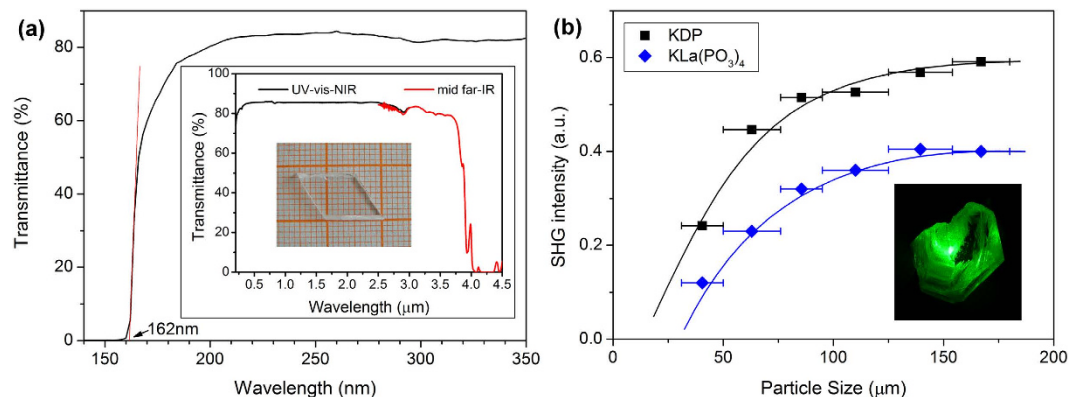 (a)
80
60
40
20
0
Transmittance (%)
150
200
250
300
350
Wavelength (nm)
162nm
UV-vis-NIR
mid far-IR
100
80
60
40
20
0
Transmittance (%)
0.5
1.0
1.5
2.0
2.5
3.0
3.5
4.0
4.5
Wavelength (μm)
(b)
KDP
KLa(PO₃)₄
0.6
0.4
0.2
0.0
SHG intensity (a.u.)
0
50
100
150
200
Particle Size (μm)